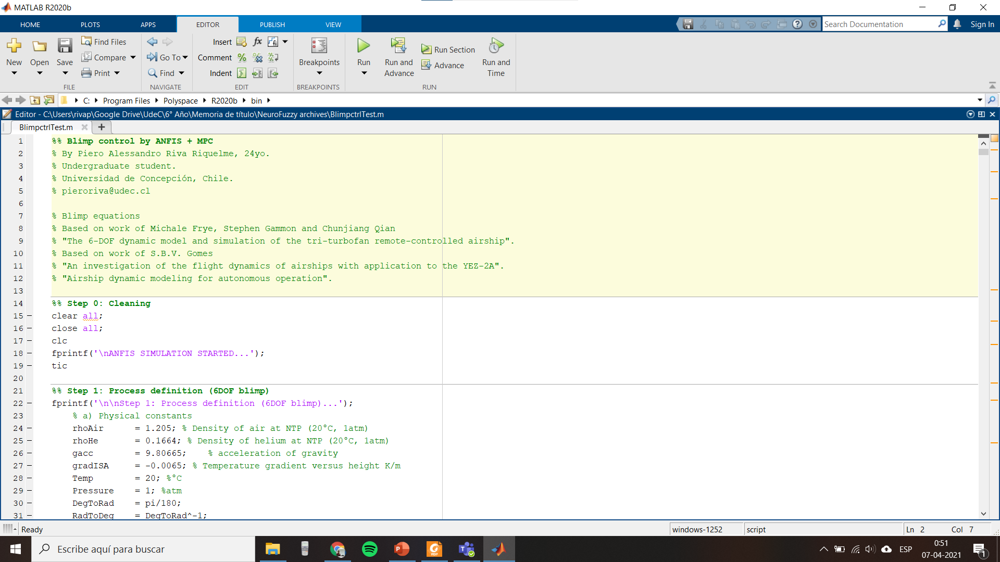 MATLAB R2020b
HOME PLOTS APPS EDITOR PUBLISH VIEW Search Documentation Sign In
Find Files Insert fx
New Open Save Compare Go To Comment Breakpoints Run Run and Advance Run Section Run and Time
Print Find Indent Advance
FILE NAVIGATE EDIT BREAKPOINTS RUN
C: Program Files Polyspace R2020b bin
Editor - C:\Users\rivap\Google Drive\UdeC\6° Año\Memoria de título\NeuroFuzzy archives\BlimpctrlTest.m
BlimpctrlTest.m
1 %% Blimp control by ANFIS + MPC
2 % By Piero Alessandro Riva Riquelme, 24yo.
3 % Undergraduate student.
4 % Universidad de Concepción, Chile.
5 % pieroriva@udec.cl
6
7 % Blimp equations
8 % Based on work of Michale Frye, Stephen Gammon and Chunjiang Qian
9 % "The 6-DOF dynamic model and simulation of the tri-turbofan remote-controlled airship".
10 % Based on work of S.B.V. Gomes
11 % "An investigation of the flight dynamics of airships with application to the YEZ-2A".
12 % "Airship dynamic modeling for autonomous operation".
13
14 %% Step 0: Cleaning
15 clear all;
16 close all;
17 clc
18 fprintf('\nANFIS SIMULATION STARTED...');
19 tic
20
21 %% Step 1: Process definition (6DOF blimp)
22 fprintf('\n\nStep 1: Process definition (6DOF blimp)...');
23 % a) Physical constants
24 rhoAir = 1.205; % Density of air at NTP (20°C, 1atm)
25 rhoHe = 0.1664; % Density of helium at NTP (20°C, 1atm)
26 gacc = 9.80665; % acceleration of gravity
27 gradISA = -0.0065; % Temperature gradient versus height K/m
28 Temp = 20; %°C
29 Pressure = 1; %atm
30 DegToRad = pi/180;
31 RadToDeg = DegToRad^-1;
Ready windows-1252 script Ln 2 Col 7
Escribe aquí para buscar ESP 0:51
07-04-2021 1